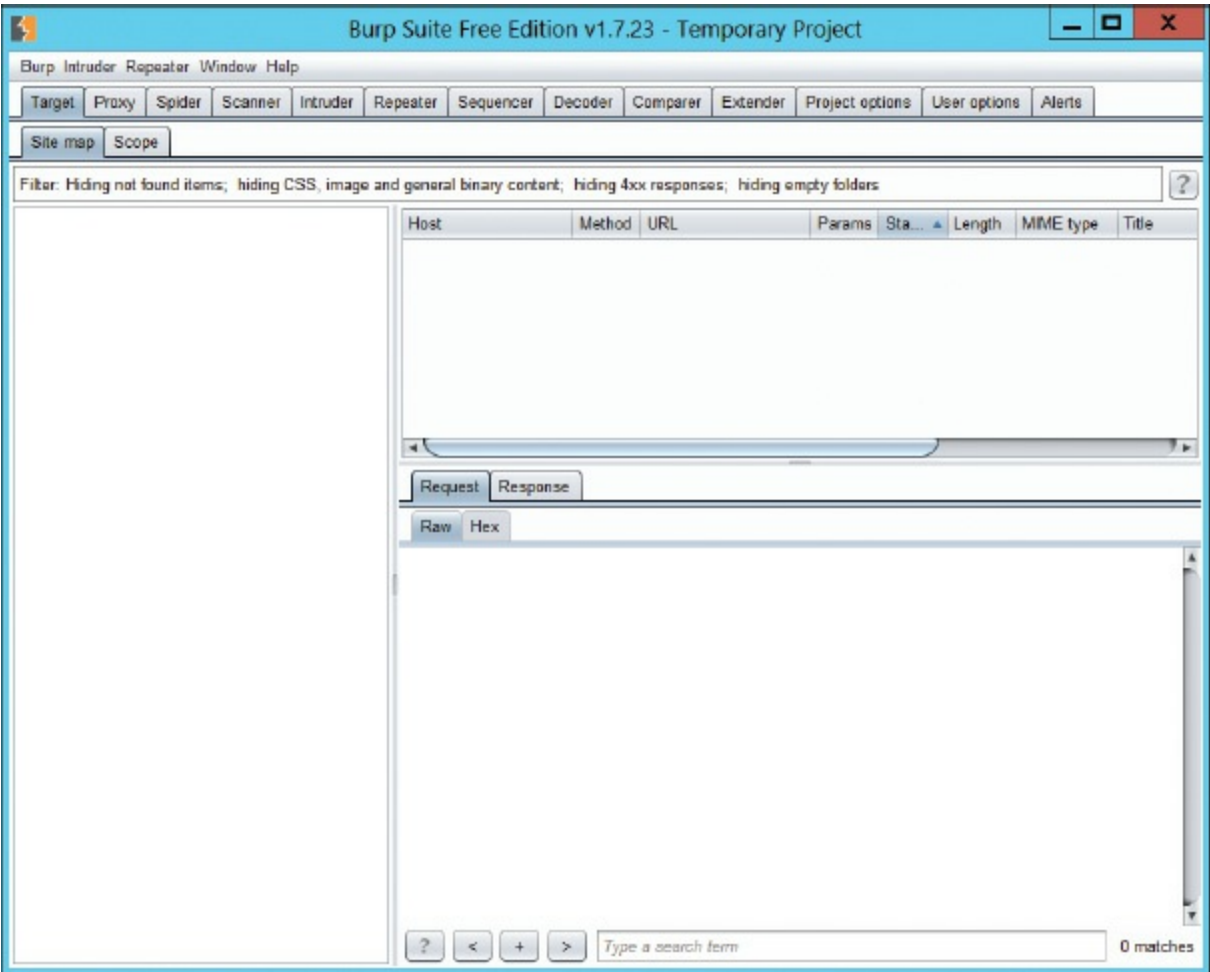 Burp Suite Free Edition v1.7.23 - Temporary Project
Burp Intruder Repeater Window Help
Target Proxy Spider Scanner Intruder Repeater Sequencer Decoder Comparer Extender Project options User options Alerts
Site map Scope
Filter: Hiding not found items; hiding CSS, image and general binary content; hiding 4xx responses; hiding empty folders ?
Host Method URL Params Sta... Length MIME type Title
Request Response
Raw Hex
? < + > Type a search term 0 matches